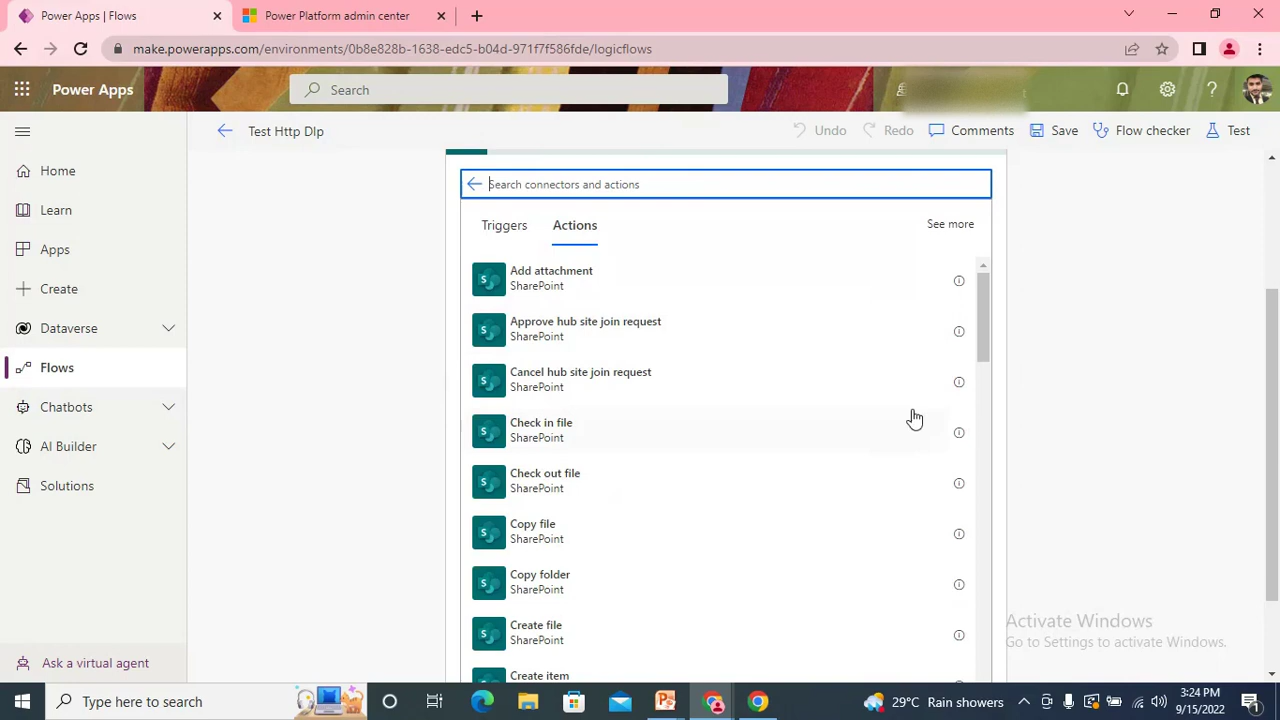 Power Apps | Flows
Power Platform admin center
make.powerapps.com/environments/0b8e828b-1638-edc5-b04d-971f7f586fde/logicflows
Power Apps
Search
Test Http Dlp
Undo
Redo
Comments
Save
Flow checker
Test
Home
Learn
Apps
Create
Dataverse
Flows
Chatbots
AI Builder
Solutions
Ask a virtual agent
Search connectors and actions
Triggers
Actions
See more
Add attachment
SharePoint
Approve hub site join request
SharePoint
Cancel hub site join request
SharePoint
Check in file
SharePoint
Check out file
SharePoint
Copy file
SharePoint
Copy folder
SharePoint
Create file
SharePoint
Create item
Activate Windows
Go to Settings to activate Windows.
Type here to search
29°C Rain showers
3:24 PM
9/15/2022
1